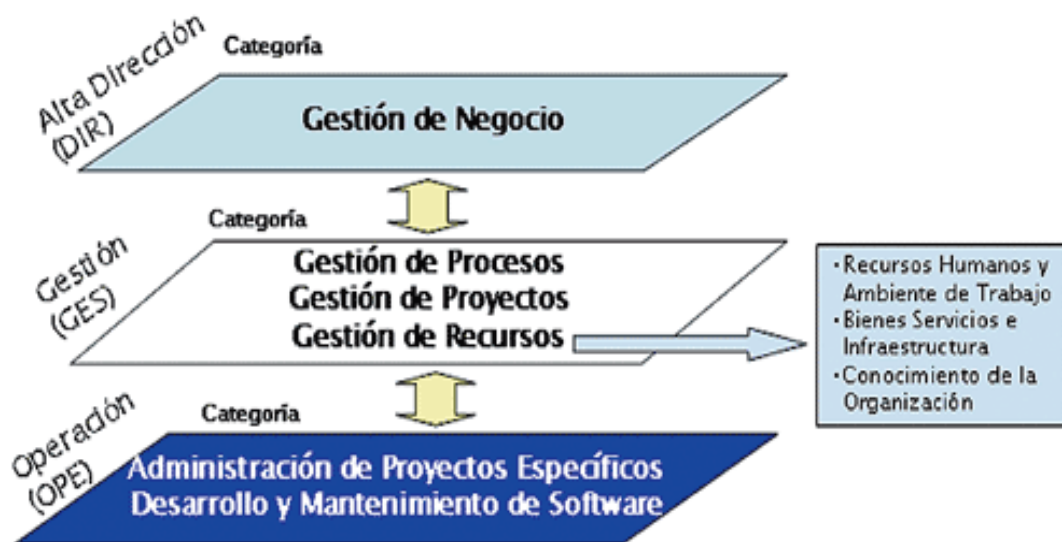 Categoría
Alta Dirección
(DIR)
Gestión de Negocio
Categoría
Gestión
(GES)
Gestión de Procesos
Gestión de Proyectos
Gestión de Recursos
·Recursos Humanos y
Ambiente de Trabajo
·Bienes Servicios e
Infraestructura
·Conocimiento de la
Organización
Categoría
Operación
(OPE)
Administración de Proyectos Específicos
Desarrollo y Mantenimiento de Software